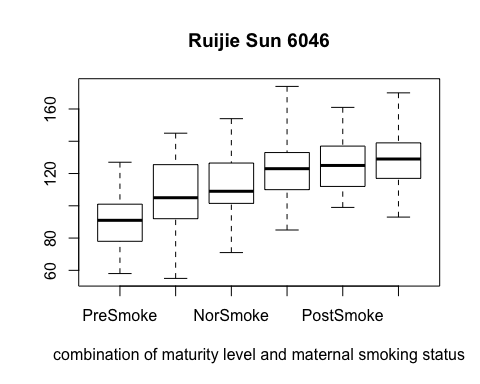 Ruijie Sun 6046
160
120
80
60
PreSmoke NorSmoke PostSmoke
combination of maturity level and maternal smoking status